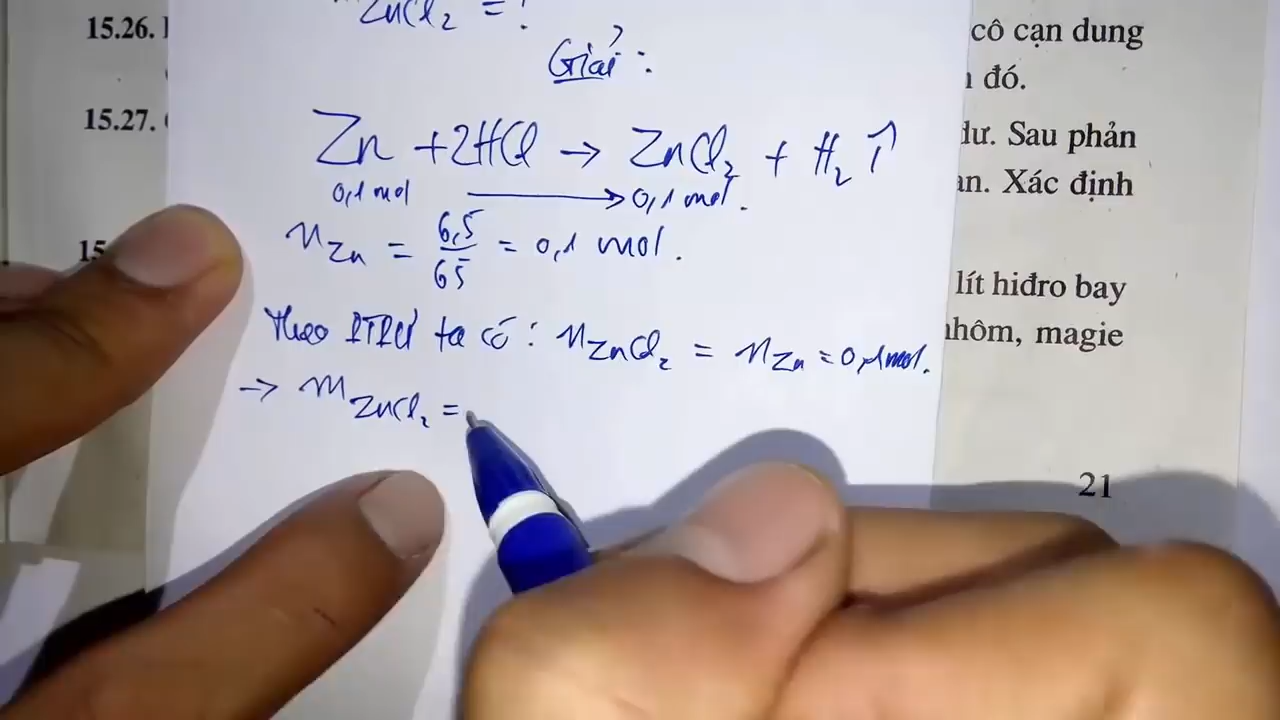 15.26.
ZnCl₂ = ?
cô cạn dung
Giải :
đó.
15.27.
Zn + 2HCl → ZnCl₂ + H₂ ↑
dư. Sau phản
0,1 mol → 0,1 mol.
Xác định
nZn = 6,5/65 = 0,1 mol.
15
lít hiđro bay
Theo PTPƯ ta có : nZnCl₂ = nZn = 0,1 mol.
nhôm, magie
→ mZnCl₂ =
21